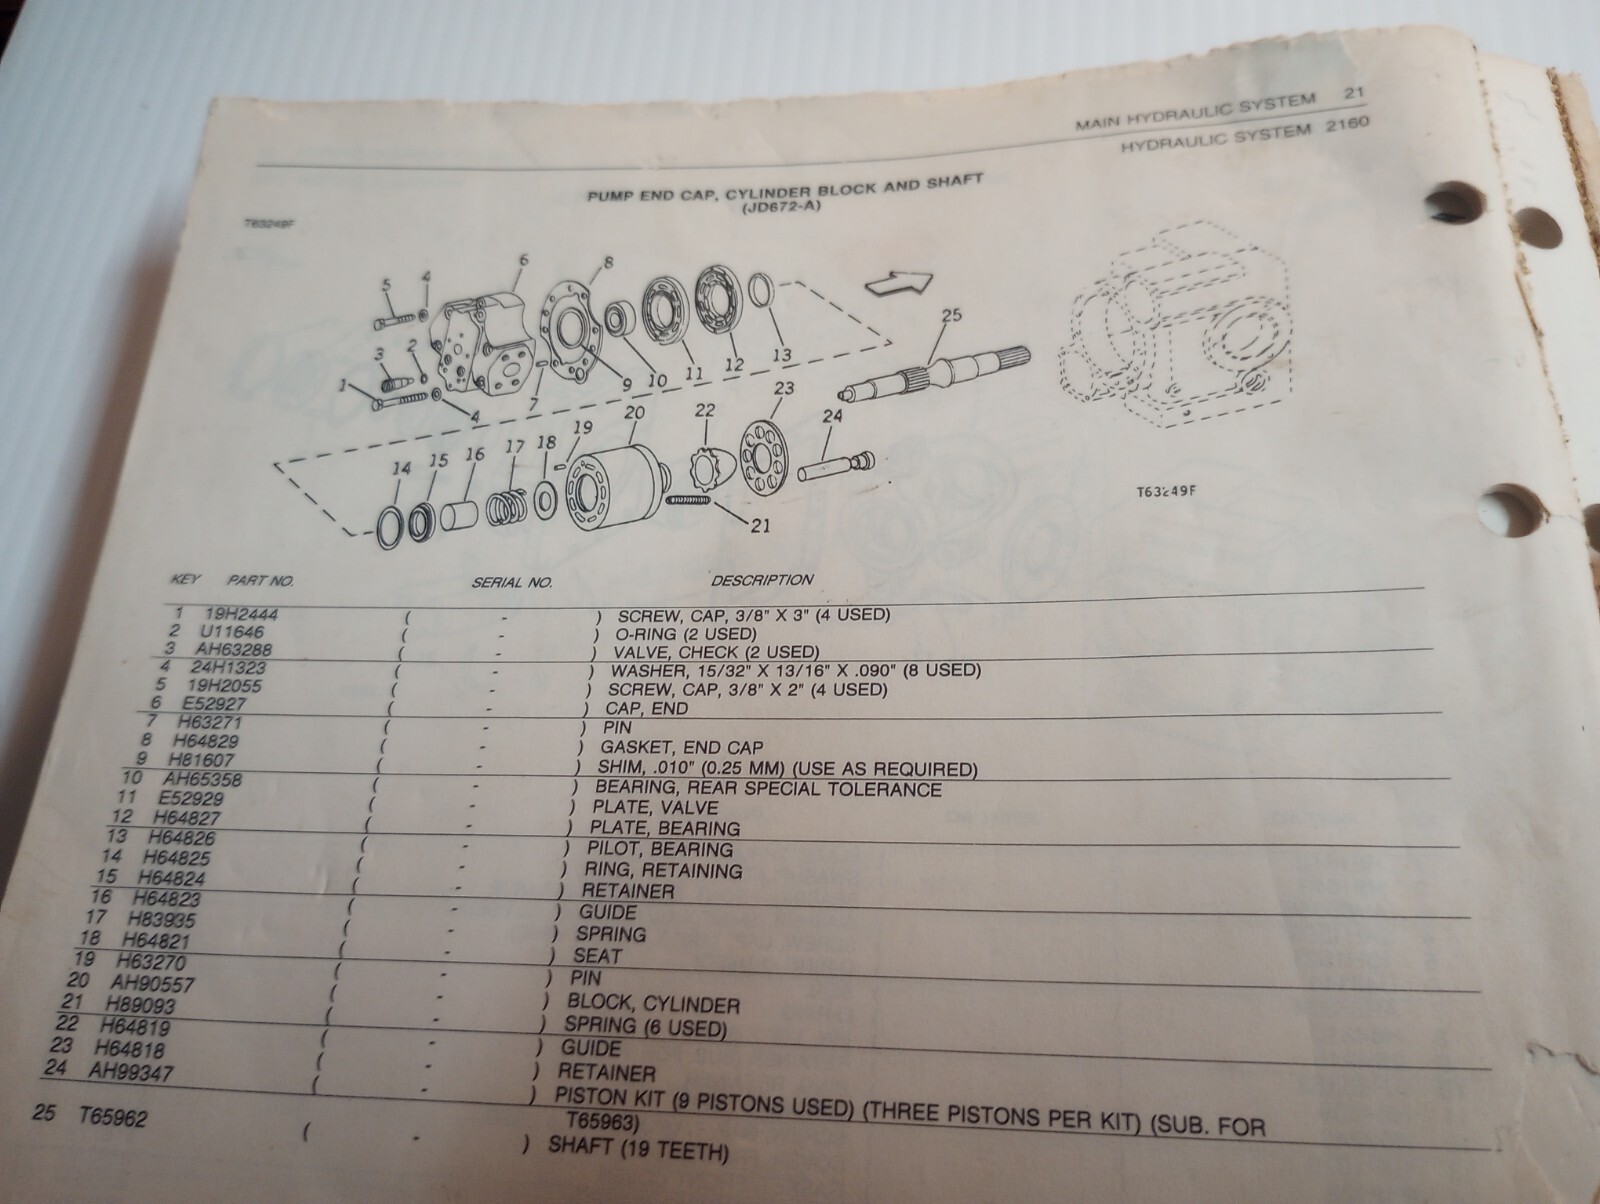 MAIN HYDRAULIC SYSTEM 21
HYDRAULIC SYSTEM 2160
PUMP END CAP, CYLINDER BLOCK AND SHAFT
(JD672-A)
T63249F
5 4 6 8
25
3 2
1 4 7 9 10 11 12 13
23
20 22 24
14 15 16 17 18 19
21
T63249F
KEY PART NO. SERIAL NO. DESCRIPTION
1 19H2444 ( - ) SCREW, CAP, 3/8" X 3" (4 USED)
2 U11646 ( - ) O-RING (2 USED)
3 AH63288 ( - ) VALVE, CHECK (2 USED)
4 24H1323 ( - ) WASHER, 15/32" X 13/16" X .090" (8 USED)
5 19H2055 ( - ) SCREW, CAP, 3/8" X 2" (4 USED)
6 E52927 ( - ) CAP, END
7 H63271 ( - ) PIN
8 H64829 ( - ) GASKET, END CAP
9 H81607 ( - ) SHIM, .010" (0.25 MM) (USE AS REQUIRED)
10 AH65358 ( - ) BEARING, REAR SPECIAL TOLERANCE
11 E52929 ( - ) PLATE, VALVE
12 H64827 ( - ) PLATE, BEARING
13 H64826 ( - ) PILOT, BEARING
14 H64825 ( - ) RING, RETAINING
15 H64824 ( - ) RETAINER
16 H64823 ( - ) GUIDE
17 H83935 ( - ) SPRING
18 H64821 ( - ) SEAT
19 H63270 ( - ) PIN
20 AH90557 ( - ) BLOCK, CYLINDER
21 H89093 ( - ) SPRING (6 USED)
22 H64819 ( - ) GUIDE
23 H64818 ( - ) RETAINER
24 AH99347 ( - ) PISTON KIT (9 PISTONS USED) (THREE PISTONS PER KIT) (SUB. FOR
T65963)
25 T65962 ( - ) SHAFT (19 TEETH)